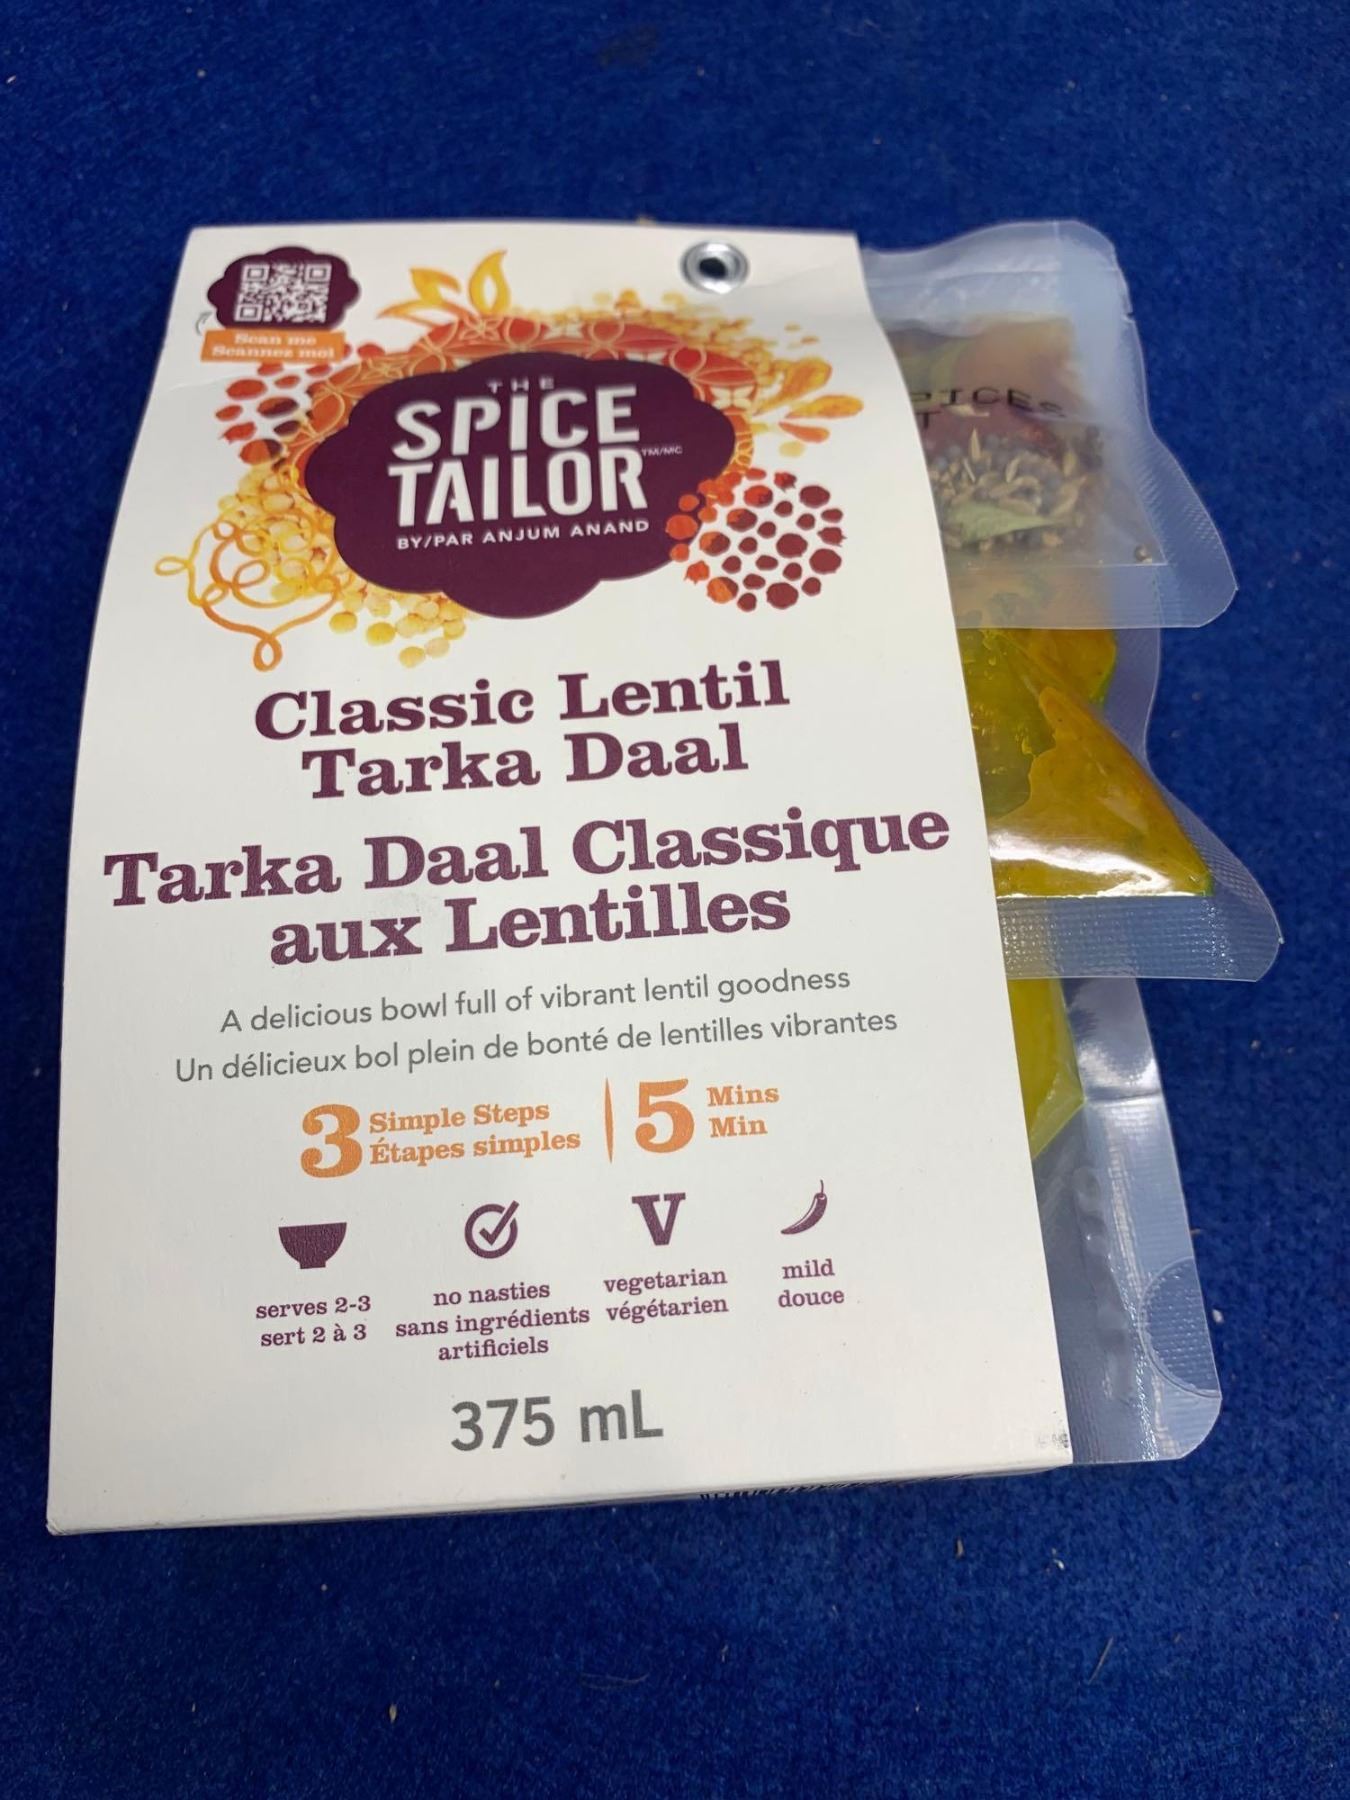 Scan me
Scannez moi
THE
SPICE
TAILOR TM/MC
BY/PAR ANJUM ANAND
Classic Lentil
Tarka Daal
Tarka Daal Classique
aux Lentilles
A delicious bowl full of vibrant lentil goodness
Un délicieux bol plein de bonté de lentilles vibrantes
3 Simple Steps
Étapes simples
5 Mins
Min
serves 2-3
sert 2 à 3
no nasties
sans ingrédients
artificiels
V
vegetarian
végétarien
mild
douce
375 mL